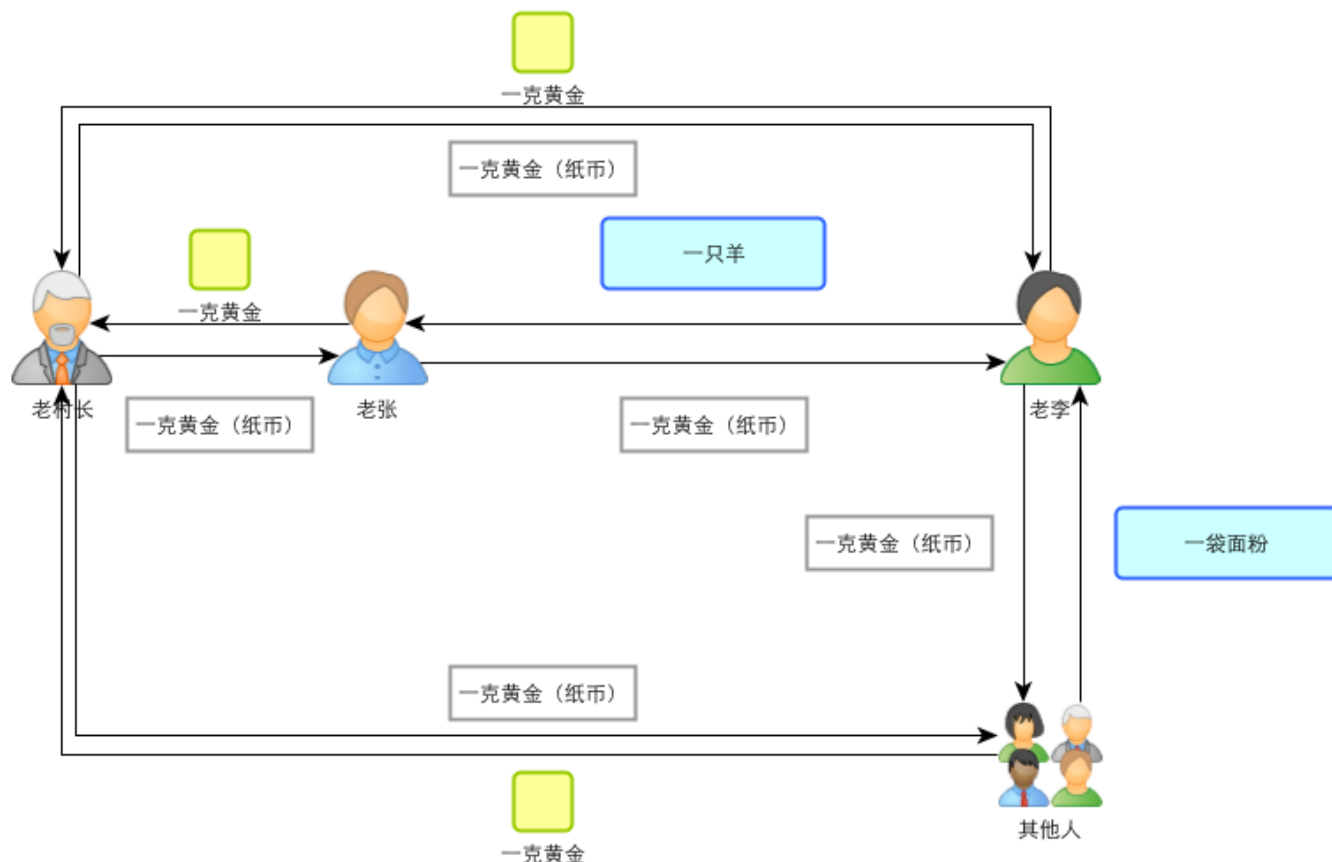 一克黄金
一克黄金（纸币）
一只羊
一克黄金
老村长
老张
老李
一克黄金（纸币）
一克黄金（纸币）
一克黄金（纸币）
一袋面粉
一克黄金（纸币）
其他人
一克黄金